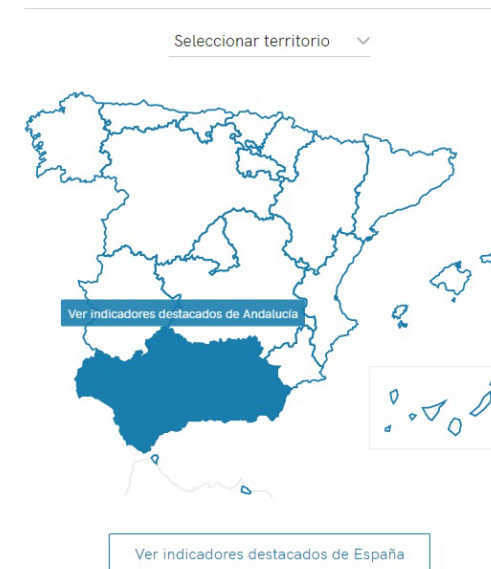 Seleccionar territorio
Ver indicadores destacados de Andalucía
Ver indicadores destacados de España